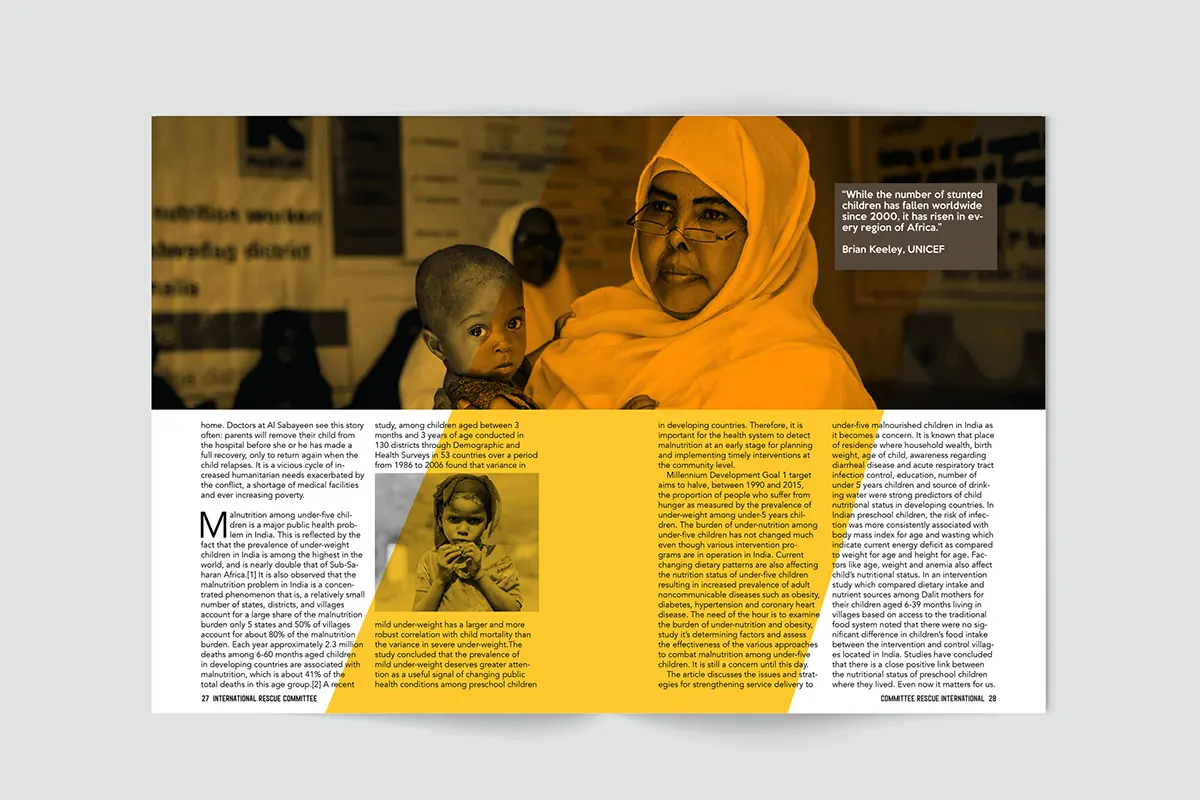 "While the number of stunted
children has fallen worldwide
since 2000, it has risen in ev-
ery region of Africa."
Brian Keeley, UNICEF
home. Doctors at Al Sabayeen see this story
often: parents will remove their child from
the hospital before she or he has made a
full recovery, only to return again when the
child relapses. It is a vicious cycle of in-
creased humanitarian needs exacerbated by
the conflict, a shortage of medical facilities
and ever increasing poverty.
Malnutrition among under-five chil-
dren is a major public health prob-
lem in India. This is reflected by the
fact that the prevalence of under-weight
children in India is among the highest in the
world, and is nearly double that of Sub-Sa-
haran Africa.[1] It is also observed that the
malnutrition problem in India is a concen-
trated phenomenon that is, a relatively small
number of states, districts, and villages
account for a large share of the malnutrition
burden only 5 states and 50% of villages
account for about 80% of the malnutrition
burden. Each year approximately 2.3 million
deaths among 6-60 months aged children
in developing countries are associated with
malnutrition, which is about 41% of the
total deaths in this age group.[2] A recent
study, among children aged between 3
months and 3 years of age conducted in
130 districts through Demographic and
Health Surveys in 53 countries over a period
from 1986 to 2006 found that variance in
mild under-weight has a larger and more
robust correlation with child mortality than
the variance in severe under-weight.The
study concluded that the prevalence of
mild under-weight deserves greater atten-
tion as a useful signal of changing public
health conditions among preschool children
in developing countries. Therefore, it is
important for the health system to detect
malnutrition at an early stage for planning
and implementing timely interventions at
the community level.
Millennium Development Goal 1 target
aims to halve, between 1990 and 2015,
the proportion of people who suffer from
hunger as measured by the prevalence of
under-weight among under-5 years chil-
dren. The burden of under-nutrition among
under-five children has not changed much
even though various intervention pro-
grams are in operation in India. Current
changing dietary patterns are also affecting
the nutrition status of under-five children
resulting in increased prevalence of adult
noncommunicable diseases such as obesity,
diabetes, hypertension and coronary heart
disease. The need of the hour is to examine
the burden of under-nutrition and obesity,
study it's determining factors and assess
the effectiveness of the various approaches
to combat malnutrition among under-five
children. It is still a concern until this day.
The article discusses the issues and strat-
egies for strengthening service delivery to
under-five malnourished children in India as
it becomes a concern. It is known that place
of residence where household wealth, birth
weight, age of child, awareness regarding
diarrheal disease and acute respiratory tract
infection control, education, number of
under 5 years children and source of drink-
ing water were strong predictors of child
nutritional status in developing countries. In
Indian preschool children, the risk of infec-
tion was more consistently associated with
body mass index for age and wasting which
indicate current energy deficit as compared
to weight for age and height for age. Fac-
tors like age, weight and anemia also affect
child's nutritional status. In an intervention
study which compared dietary intake and
nutrient sources among Dalit mothers for
their children aged 6-39 months living in
villages based on access to the traditional
food system noted that there were no sig-
nificant difference in children's food intake
between the intervention and control villag-
es located in India. Studies have concluded
that there is a close positive link between
the nutritional status of preschool children
where they lived. Even now it matters for us.
27 INTERNATIONAL RESCUE COMMITTEE
COMMITTEE RESCUE INTERNATIONAL 28